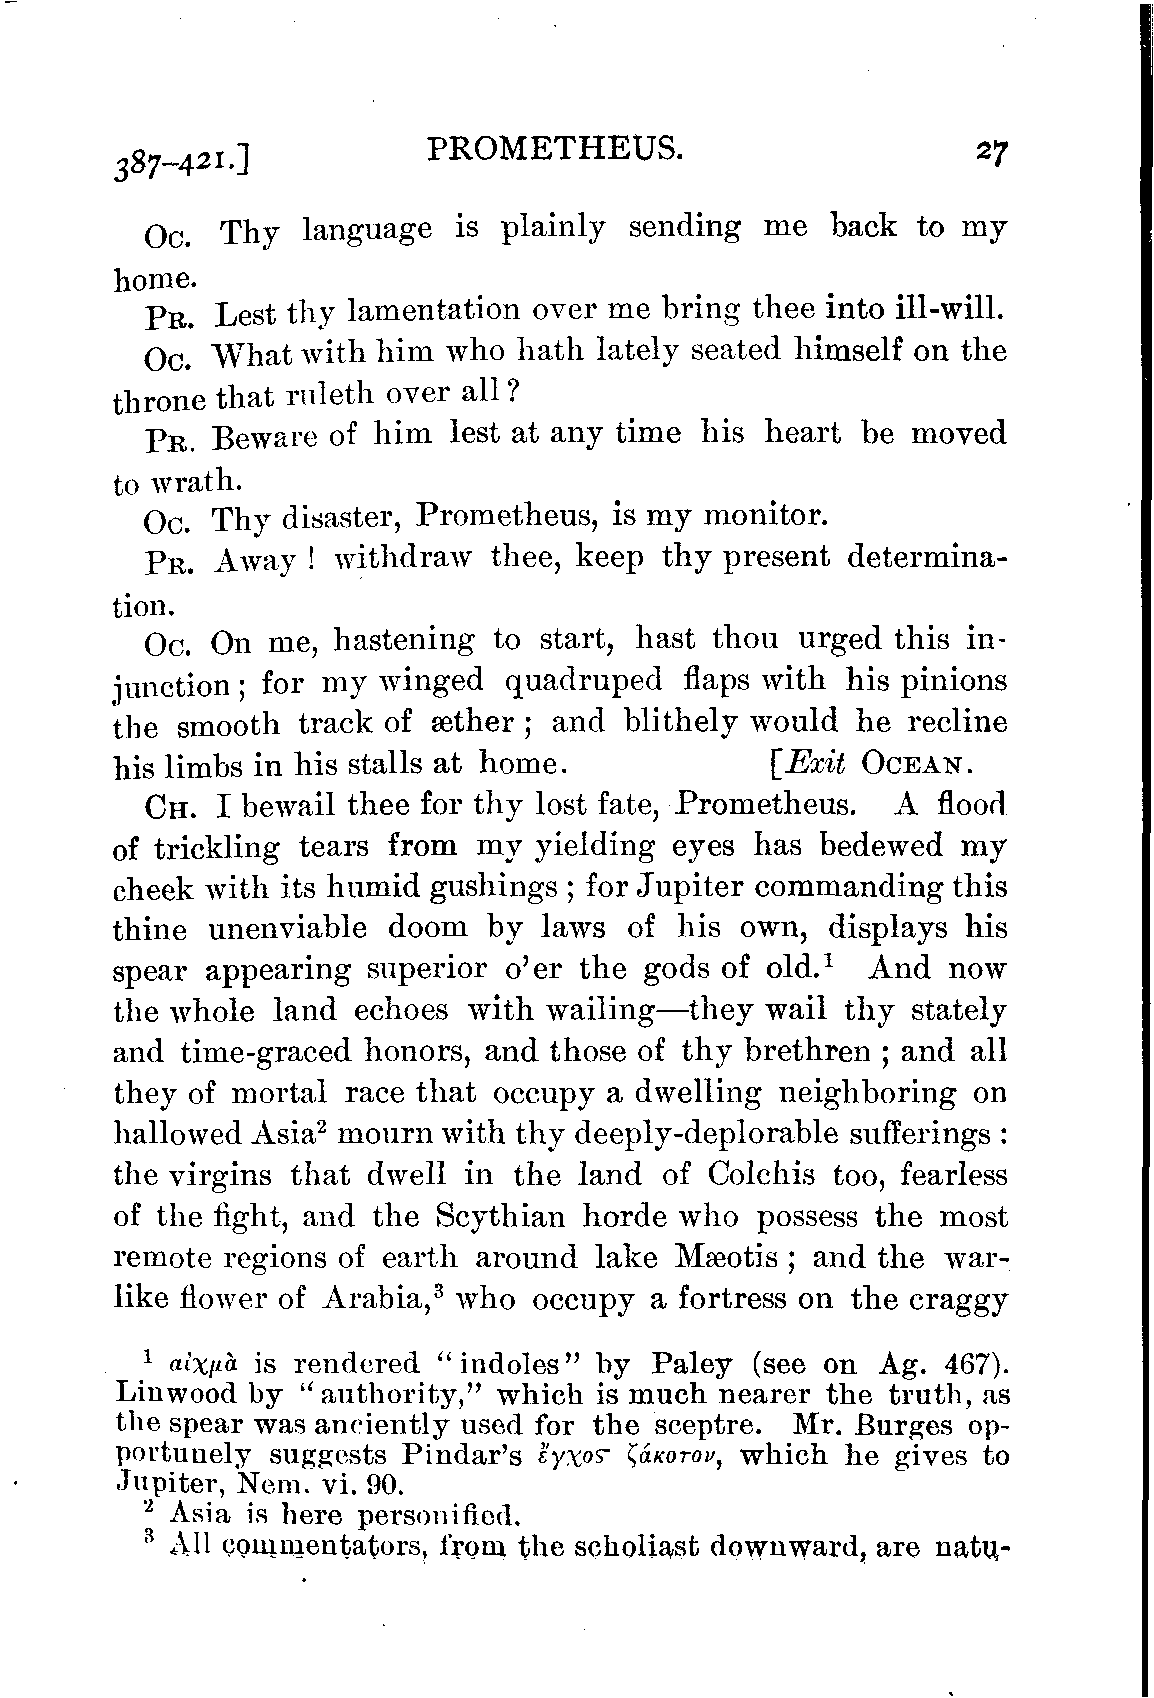 387–421.] PROMETHEUS. 27
Oc. Thy language is plainly sending me back to my
home.
Pr. Lest thy lamentation over me bring thee into ill-will.
Oc. What with him who hath lately seated himself on the
throne that ruleth over all?
Pr. Beware of him lest at any time his heart be moved
to wrath.
Oc. Thy disaster, Prometheus, is my monitor.
Pr. Away! withdraw thee, keep thy present determina-
tion.
Oc. On me, hastening to start, hast thou urged this in-
junction; for my winged quadruped flaps with his pinions
the smooth track of æther; and blithely would he recline
his limbs in his stalls at home. [Exit Ocean.
Ch. I bewail thee for thy lost fate, Prometheus. A flood
of trickling tears from my yielding eyes has bedewed my
cheek with its humid gushings; for Jupiter commanding this
thine unenviable doom by laws of his own, displays his
spear appearing superior o'er the gods of old.¹ And now
the whole land echoes with wailing—they wail thy stately
and time-graced honors, and those of thy brethren; and all
they of mortal race that occupy a dwelling neighboring on
hallowed Asia² mourn with thy deeply-deplorable sufferings:
the virgins that dwell in the land of Colchis too, fearless
of the fight, and the Scythian horde who possess the most
remote regions of earth around lake Mæotis; and the war-
like flower of Arabia,³ who occupy a fortress on the craggy
¹ αἰχμὰ is rendered "indoles" by Paley (see on Ag. 467).
Linwood by "authority," which is much nearer the truth, as
the spear was anciently used for the sceptre. Mr. Burges op-
portunely suggests Pindar's ἔγχος ζάκοτον, which he gives to
Jupiter, Nem. vi. 90.
² Asia is here personified.
³ All commentators, from the scholiast downward, are natu-